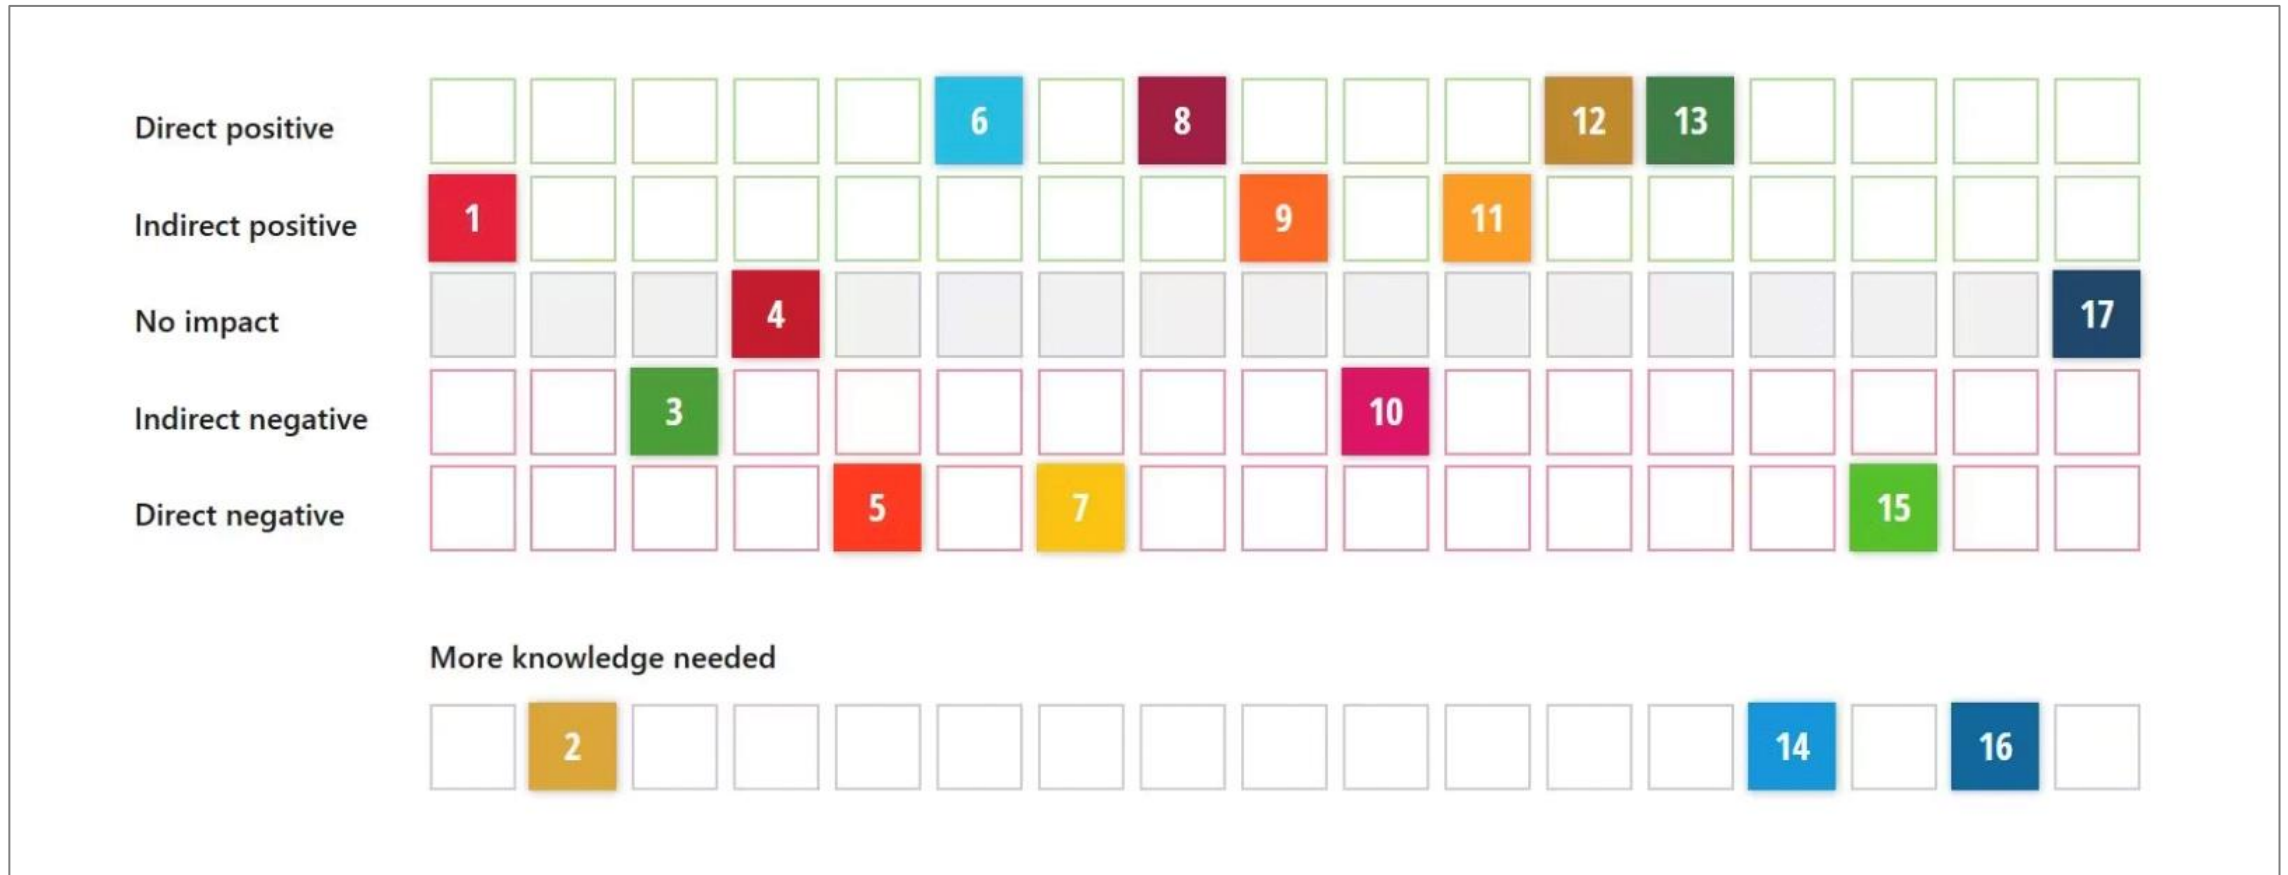 Direct positive 6 8 12 13
Indirect positive 1 9 11
No impact 4 17
Indirect negative 3 10
Direct negative 5 7 15
More knowledge needed
2 14 16